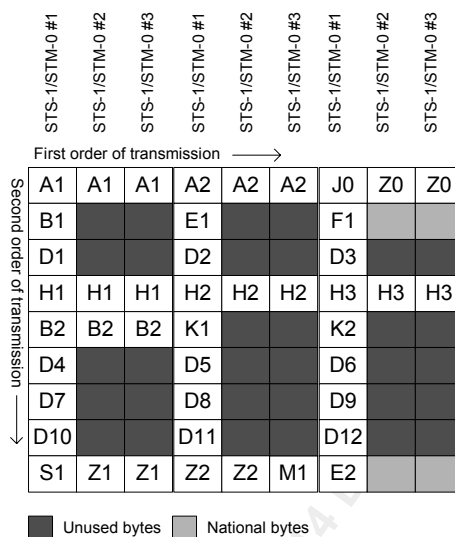 STS-1/STM-0 #1 STS-1/STM-0 #2 STS-1/STM-0 #3 STS-1/STM-0 #1 STS-1/STM-0 #2 STS-1/STM-0 #3 STS-1/STM-0 #1 STS-1/STM-0 #2 STS-1/STM-0 #3
First order of transmission
Second order of transmission
A1 A1 A1 A2 A2 A2 J0 Z0 Z0
B1 E1 F1
D1 D2 D3
H1 H1 H1 H2 H2 H2 H3 H3 H3
B2 B2 B2 K1 K2
D4 D5 D6
D7 D8 D9
D10 D11 D12
S1 Z1 Z1 Z2 Z2 M1 E2
Unused bytes National bytes